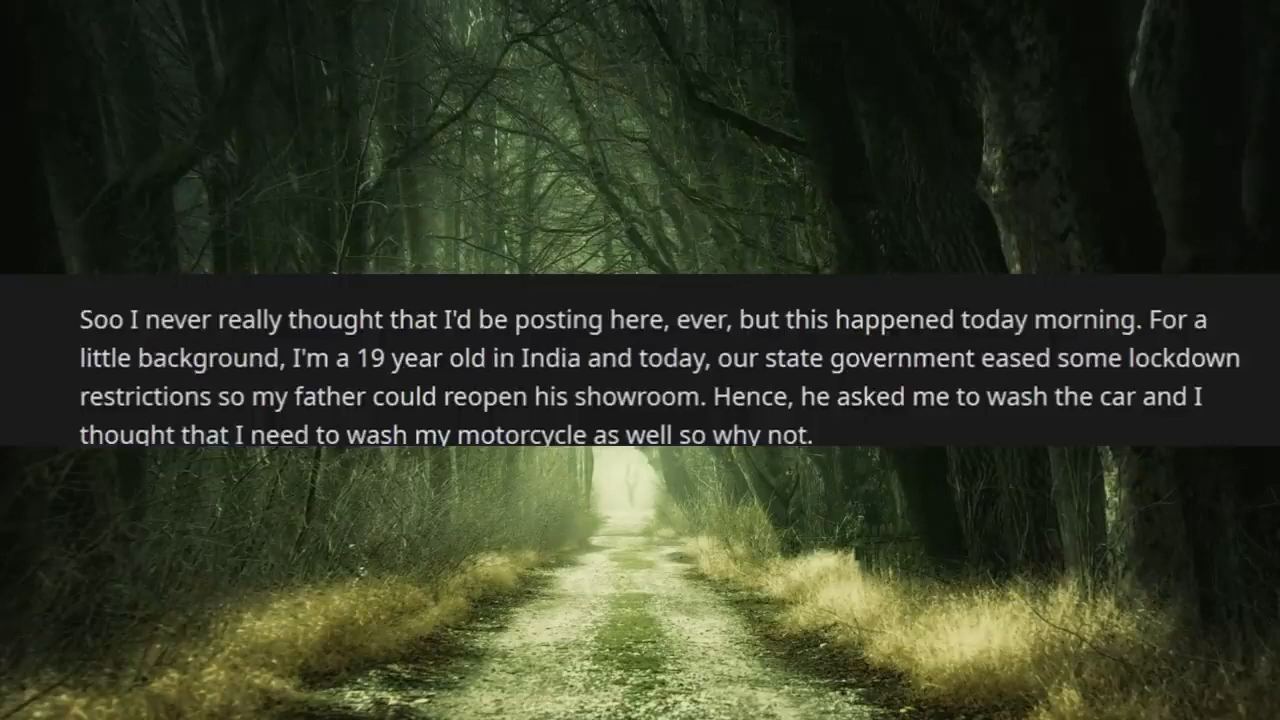 Soo I never really thought that I'd be posting here, ever, but this happened today morning. For a
little background, I'm a 19 year old in India and today, our state government eased some lockdown
restrictions so my father could reopen his showroom. Hence, he asked me to wash the car and I
thought that I need to wash my motorcycle as well so why not.